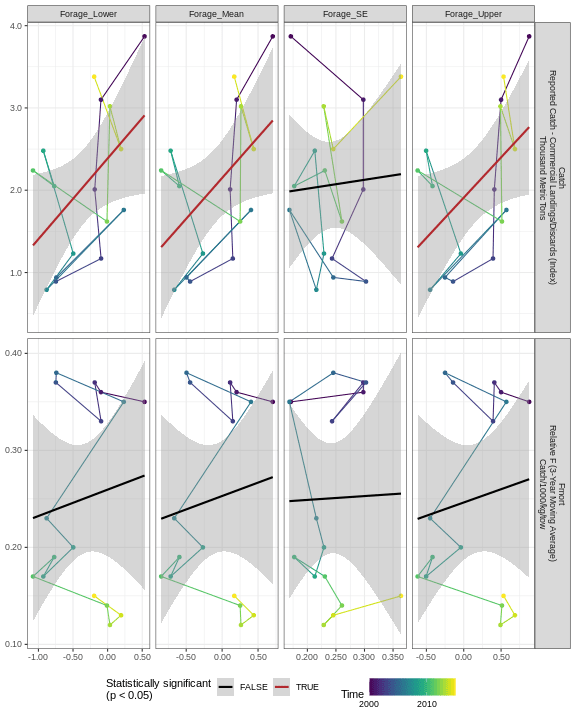 Forage_Lower
Forage_Mean
Forage_SE
Forage_Upper
4.0
3.0
2.0
1.0
Catch
Reported Catch - Commercial Landings/Discards (Index)
Thousand Metric Tons
0.40
0.30
0.20
0.10
Fmort
Relative F (3-Year Moving Average)
Catch/1000/kg/tow
-1.00 -0.50 0.00 0.50
-0.50 0.00 0.50
0.200 0.250 0.300 0.350
-0.50 0.00 0.50
Statistically significant
(p < 0.05)
FALSE
TRUE
Time
2000 2010